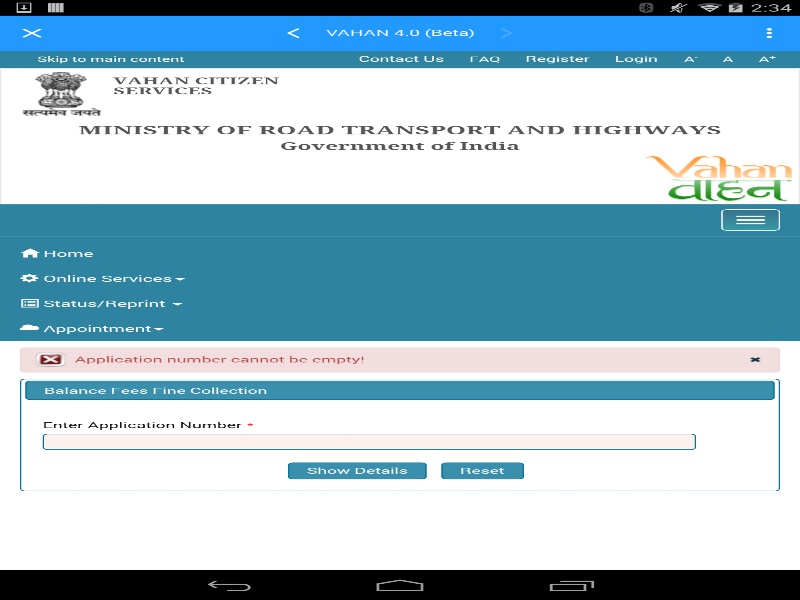 2:34
VAHAN 4.0 (Beta)
Skip to main content Contact Us FAQ Register Login A- A A+
VAHAN CITIZEN
SERVICES
सत्यमेव जयते
MINISTRY OF ROAD TRANSPORT AND HIGHWAYS
Government of India
Vahan
वाहन
Home
Online Services
Status/Reprint
Appointment
Application number cannot be empty!
Balance Fees Fine Collection
Enter Application Number *
Show Details Reset